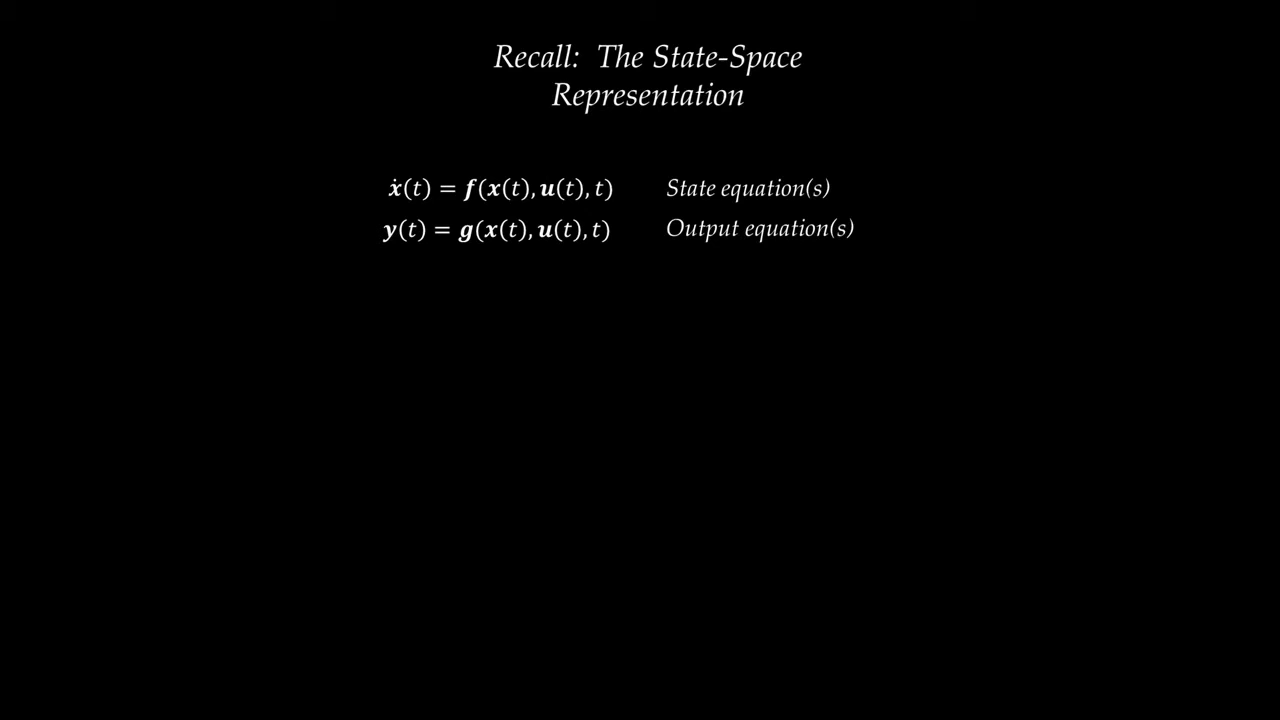 Recall: The State-Space
Representation
ẋ(t) = f(x(t), u(t), t) State equation(s)
y(t) = g(x(t), u(t), t) Output equation(s)